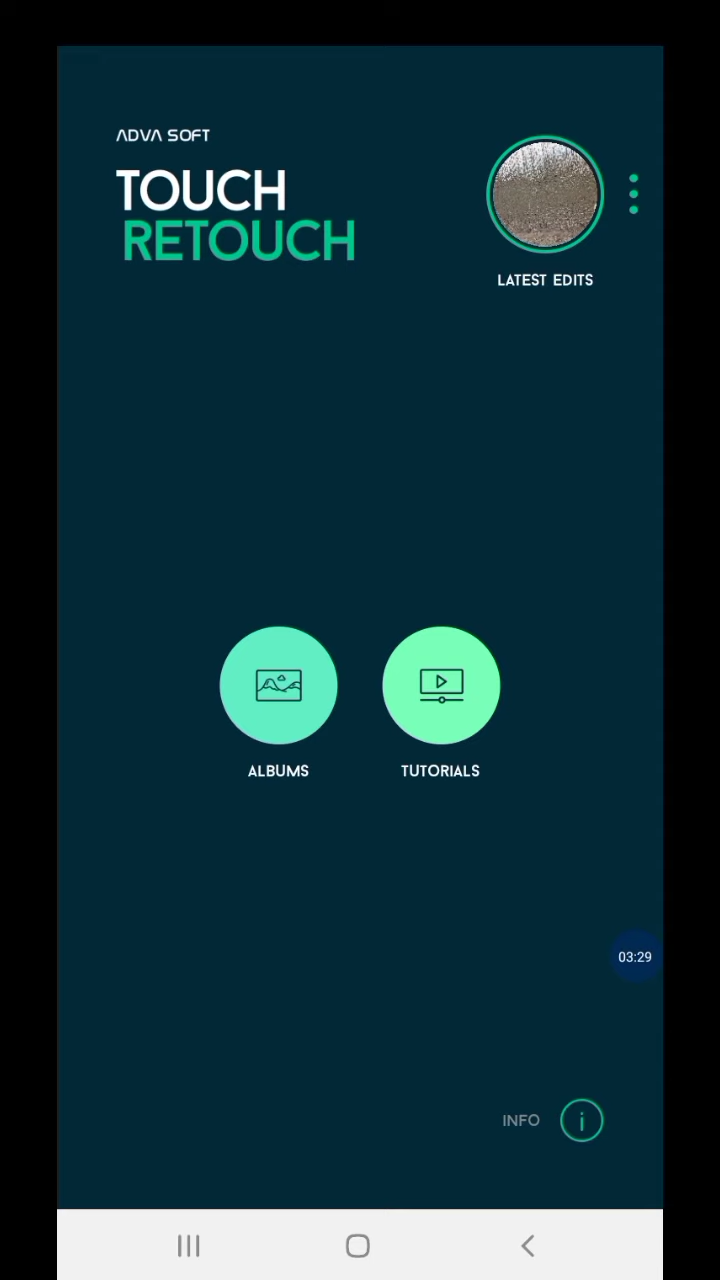 ADVA SOFT
TOUCH
RETOUCH
LATEST EDITS
ALBUMS
TUTORIALS
03:29
INFO
i